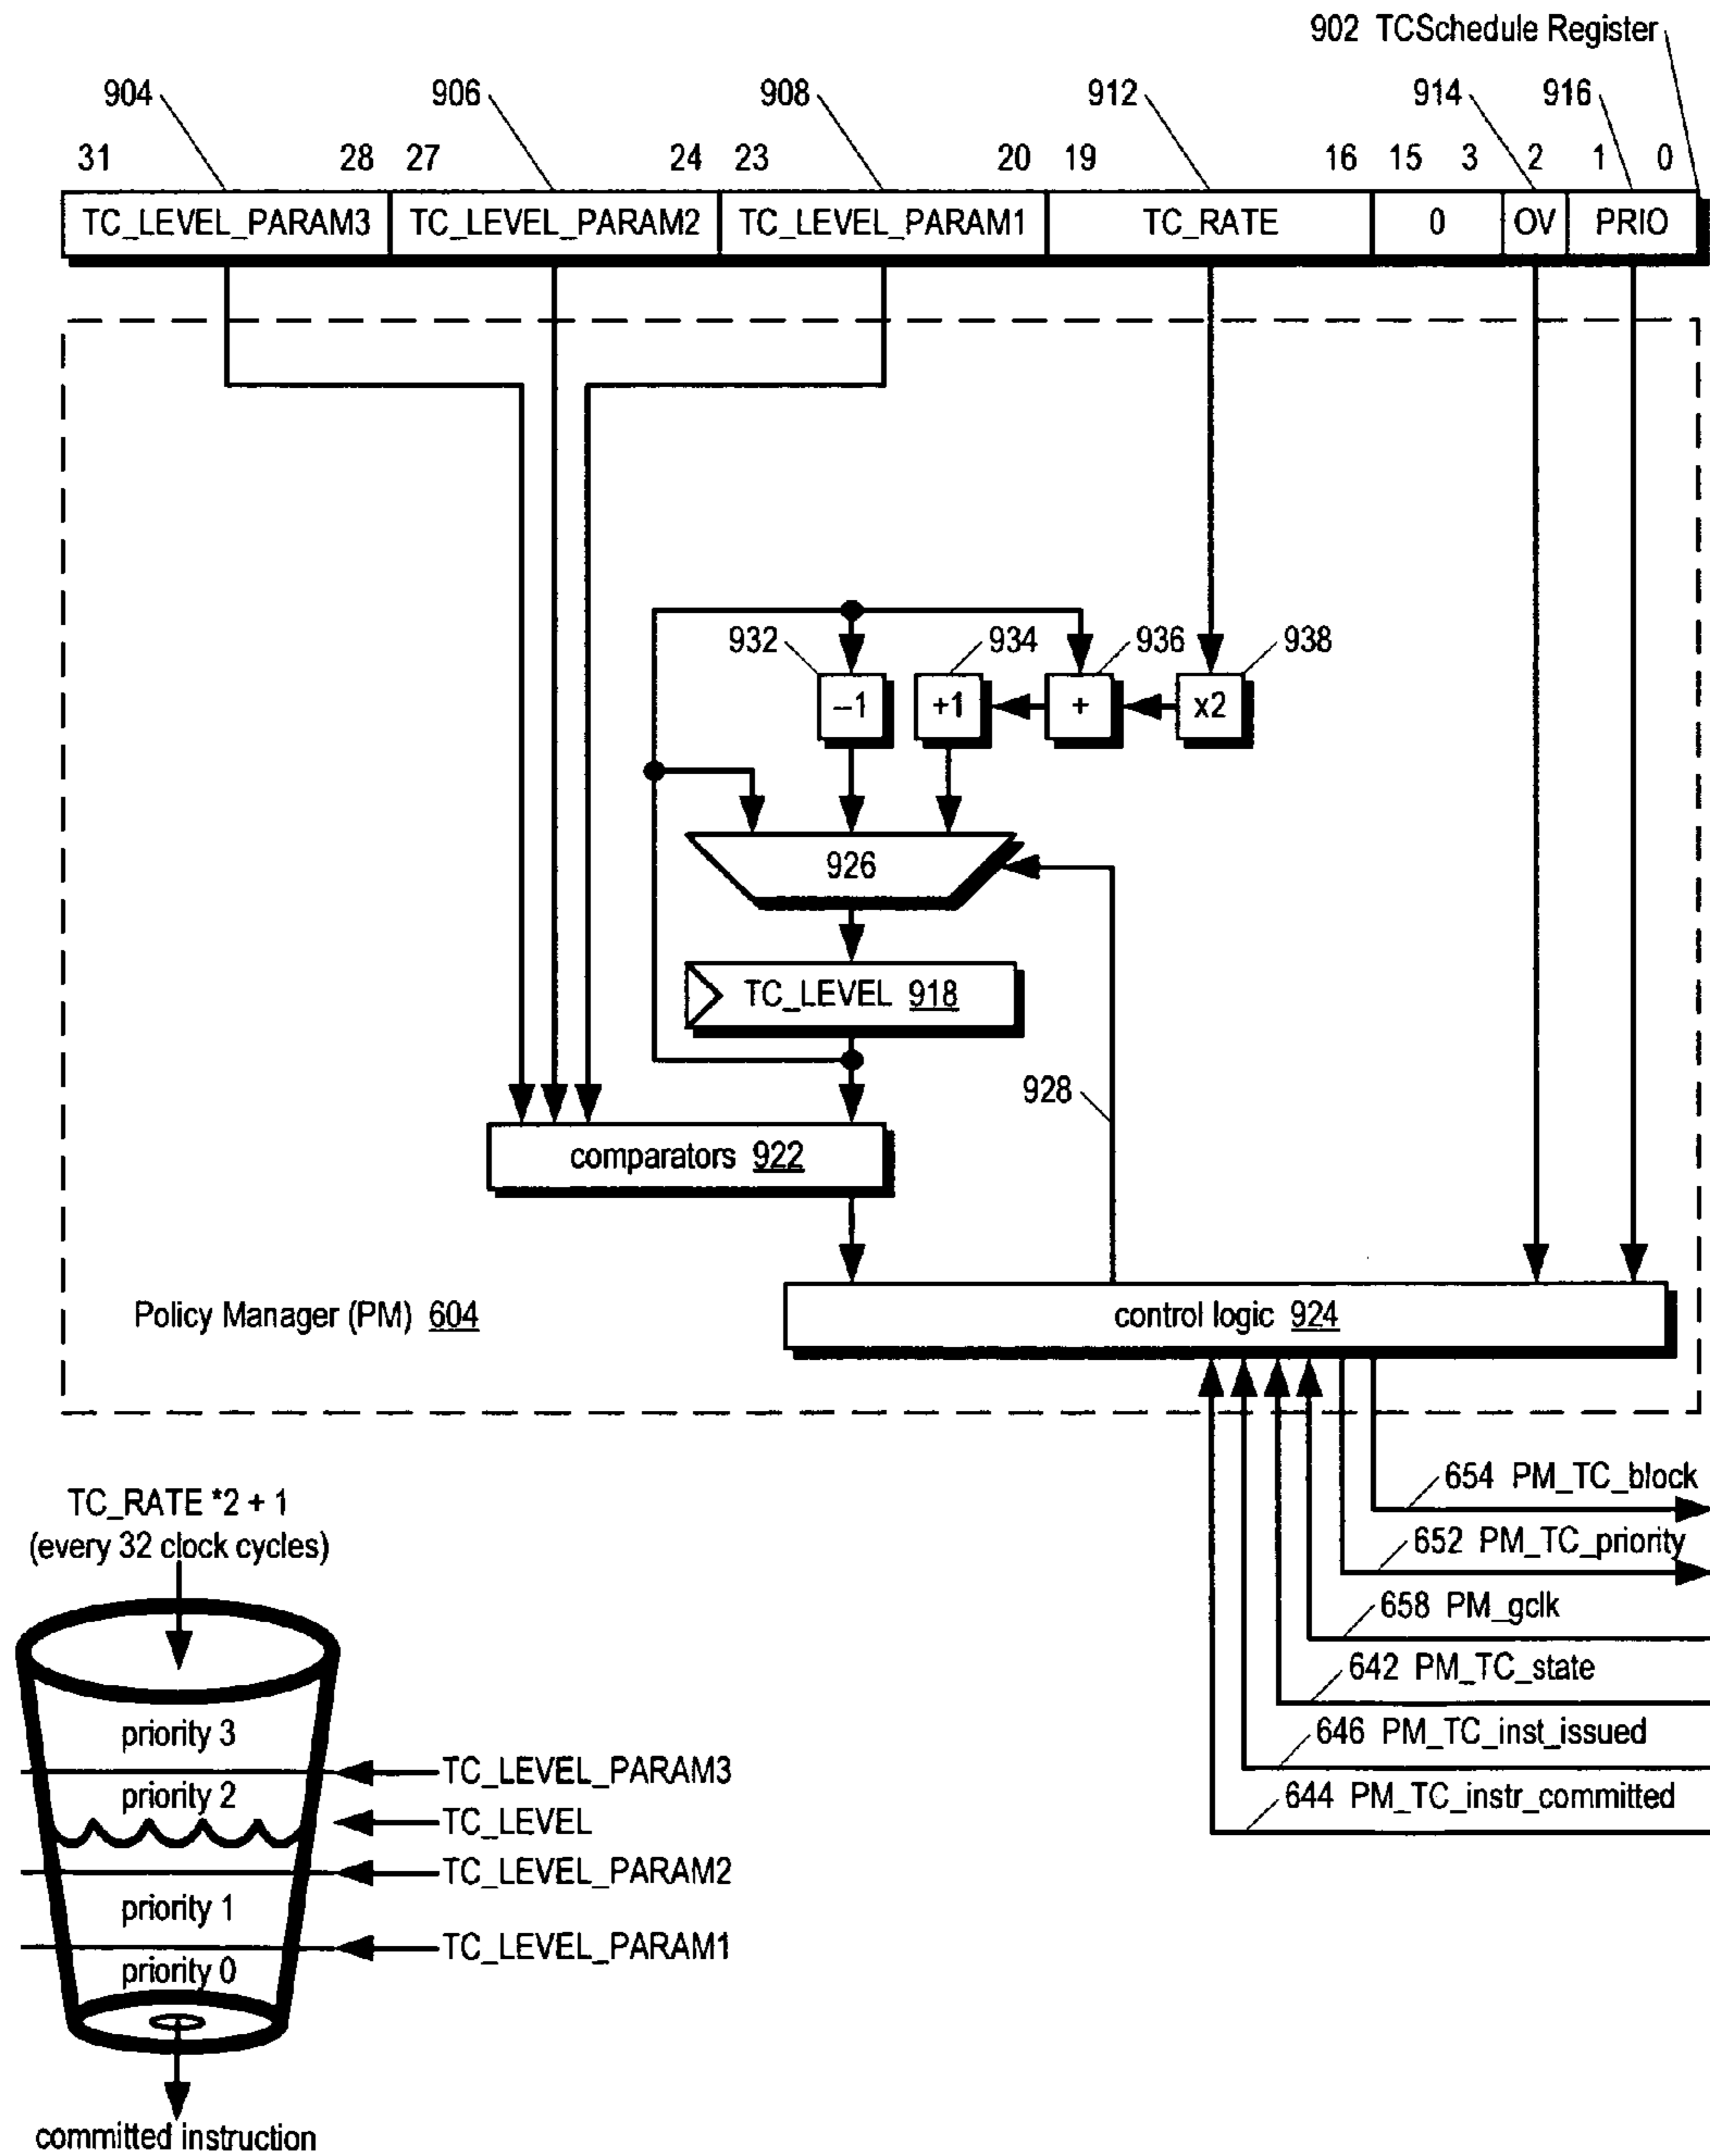 902 TCSchedule Register
904 906 908 912 914 916
31 28 27 24 23 20 19 16 15 3 2 1 0
TC_LEVEL_PARAM3 TC_LEVEL_PARAM2 TC_LEVEL_PARAM1 TC_RATE 0 OV PRIO
932 934 936 938
–1 +1 + x2
926
TC_LEVEL 918
928
comparators 922
Policy Manager (PM) 604
control logic 924
654 PM_TC_block
652 PM_TC_priority
658 PM_gclk
642 PM_TC_state
646 PM_TC_inst_issued
644 PM_TC_instr_committed
TC_RATE *2 + 1
(every 32 clock cycles)
priority 3
TC_LEVEL_PARAM3
priority 2
TC_LEVEL
TC_LEVEL_PARAM2
priority 1
TC_LEVEL_PARAM1
priority 0
committed instruction